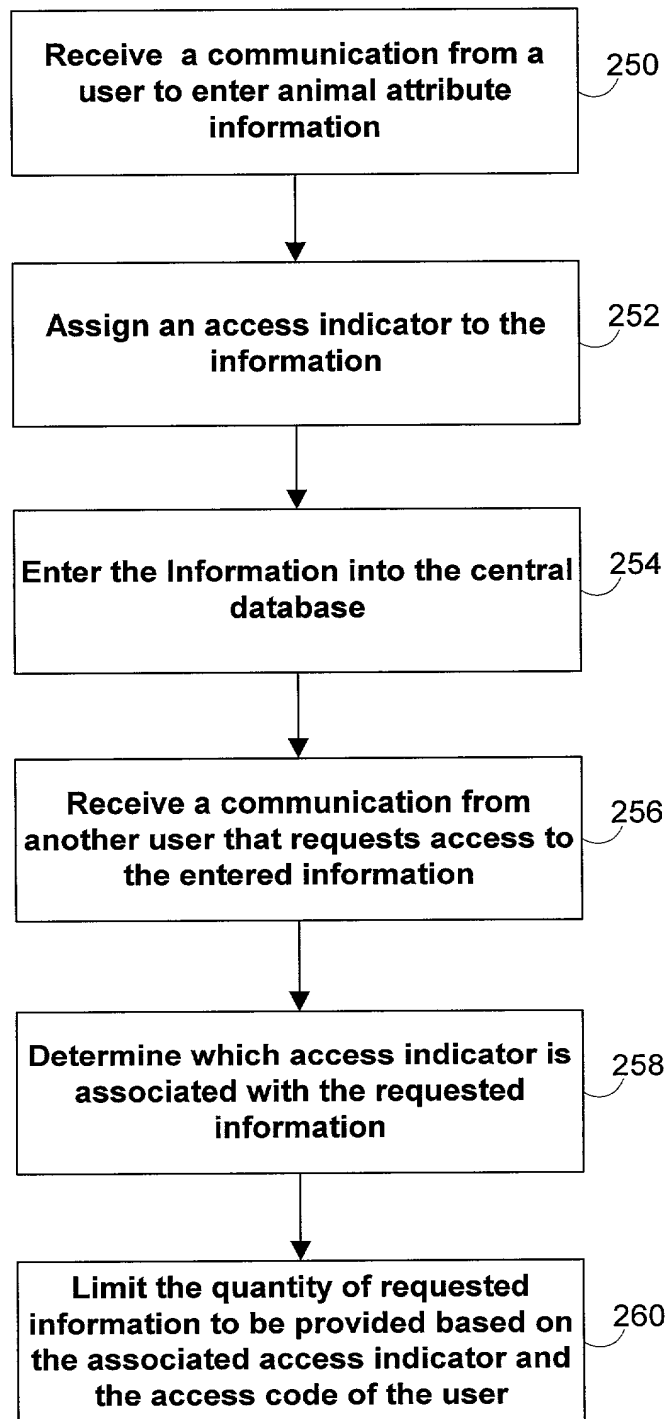 Receive a communication from a
user to enter animal attribute
information
250
Assign an access indicator to the
information
252
Enter the Information into the central
database
254
Receive a communication from
another user that requests access to
the entered information
256
Determine which access indicator is
associated with the requested
information
258
Limit the quantity of requested
information to be provided based on
the associated access indicator and
the access code of the user
260